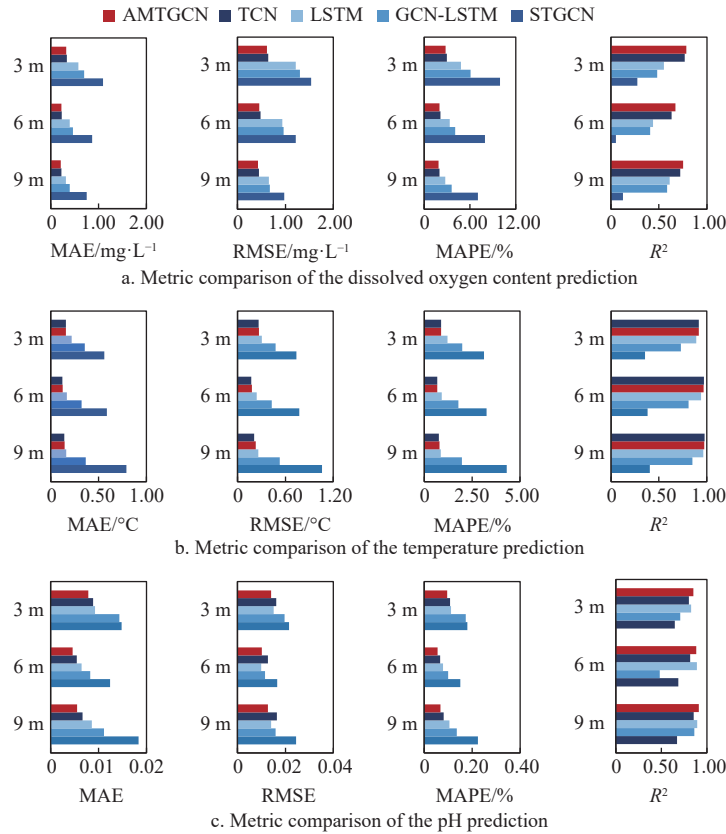 AMTGCN TCN LSTM GCN-LSTM STGCN
3 m
6 m
9 m
0 1.00 2.00
MAE/mg·L⁻¹
3 m
6 m
9 m
0 1.00 2.00
RMSE/mg·L⁻¹
3 m
6 m
9 m
0 6.00 12.00
MAPE/%
3 m
6 m
9 m
0 0.50 1.00
R²
a. Metric comparison of the dissolved oxygen content prediction
3 m
6 m
9 m
0 0.50 1.00
MAE/°C
3 m
6 m
9 m
0 0.60 1.20
RMSE/°C
3 m
6 m
9 m
0 2.50 5.00
MAPE/%
3 m
6 m
9 m
0 0.50 1.00
R²
b. Metric comparison of the temperature prediction
3 m
6 m
9 m
0 0.01 0.02
MAE
3 m
6 m
9 m
0 0.02 0.04
RMSE
3 m
6 m
9 m
0 0.20 0.40
MAPE/%
3 m
6 m
9 m
0 0.50 1.00
R²
c. Metric comparison of the pH prediction